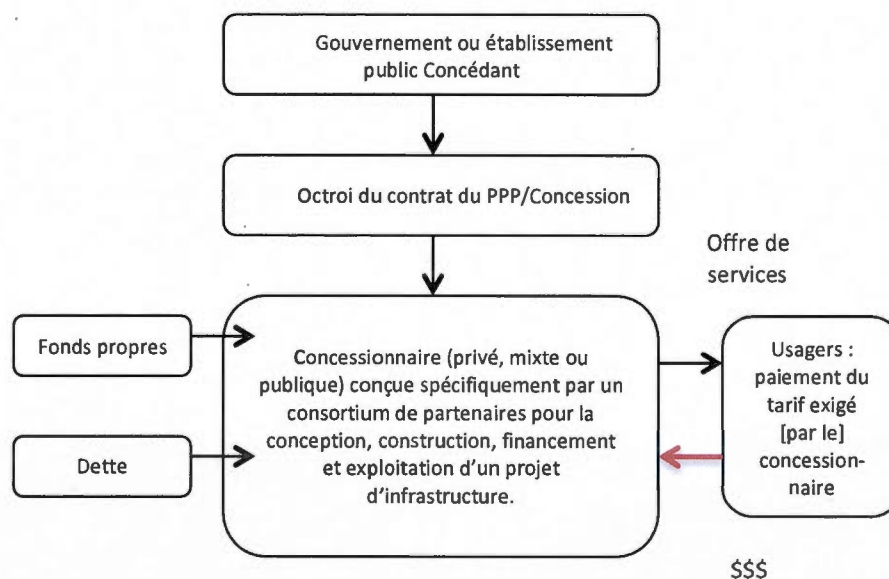 Gouvernement ou établissement
public Concédant
Octroi du contrat du PPP/Concession
Offre de
services
Fonds propres
Dette
Concessionnaire (privé, mixte ou
publique) conçue spécifiquement par un
consortium de partenaires pour la
conception, construction, financement
et exploitation d'un projet
d'infrastructure.
Usagers :
paiement du
tarif exigé
[par le]
concession-
naire
$$$